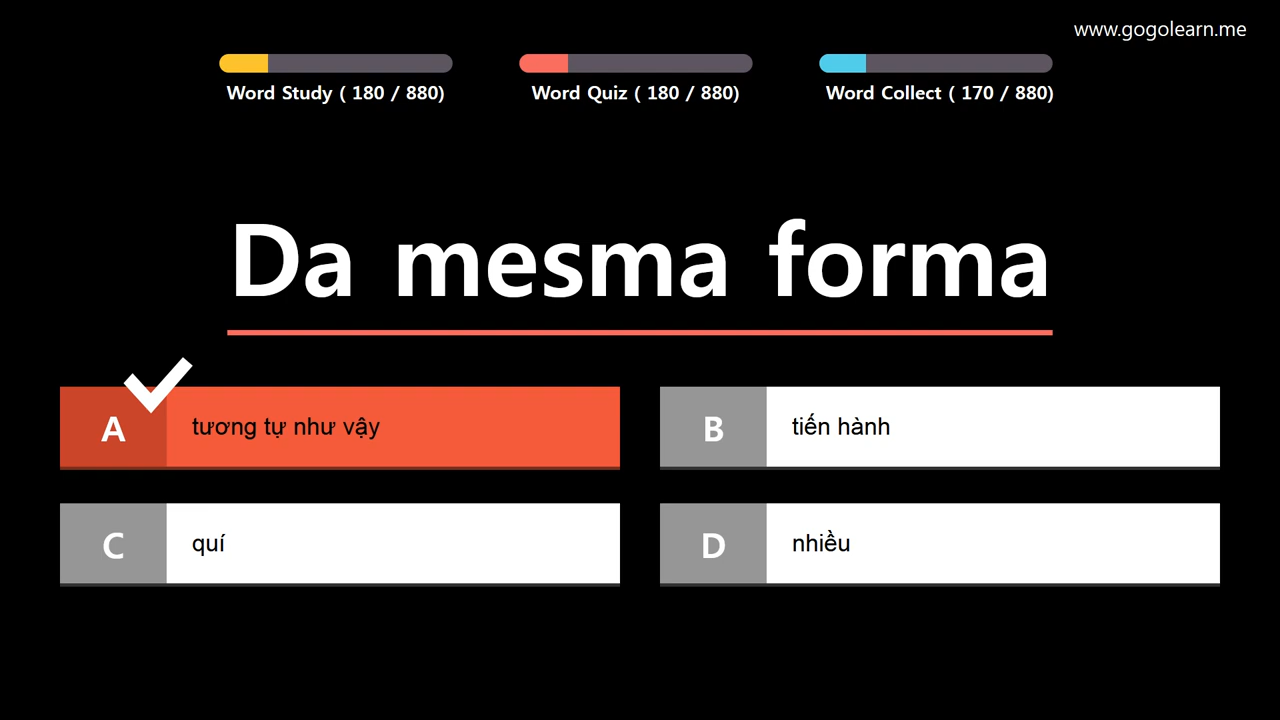 www.gogolearn.me
Word Study ( 180 / 880)
Word Quiz ( 180 / 880)
Word Collect ( 170 / 880)
Da mesma forma
A
tương tự như vậy
B
tiến hành
C
quí
D
nhiều